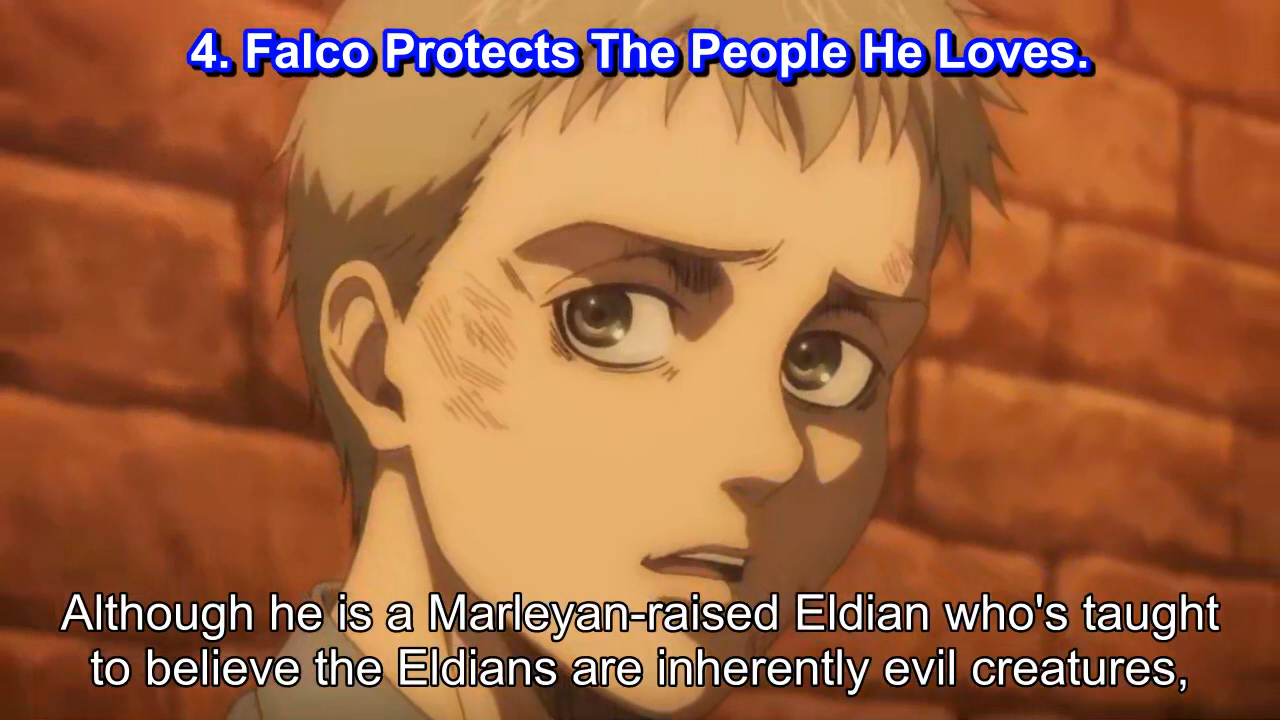 4. Falco Protects The People He Loves.
Although he is a Marleyan-raised Eldian who's taught
to believe the Eldians are inherently evil creatures,